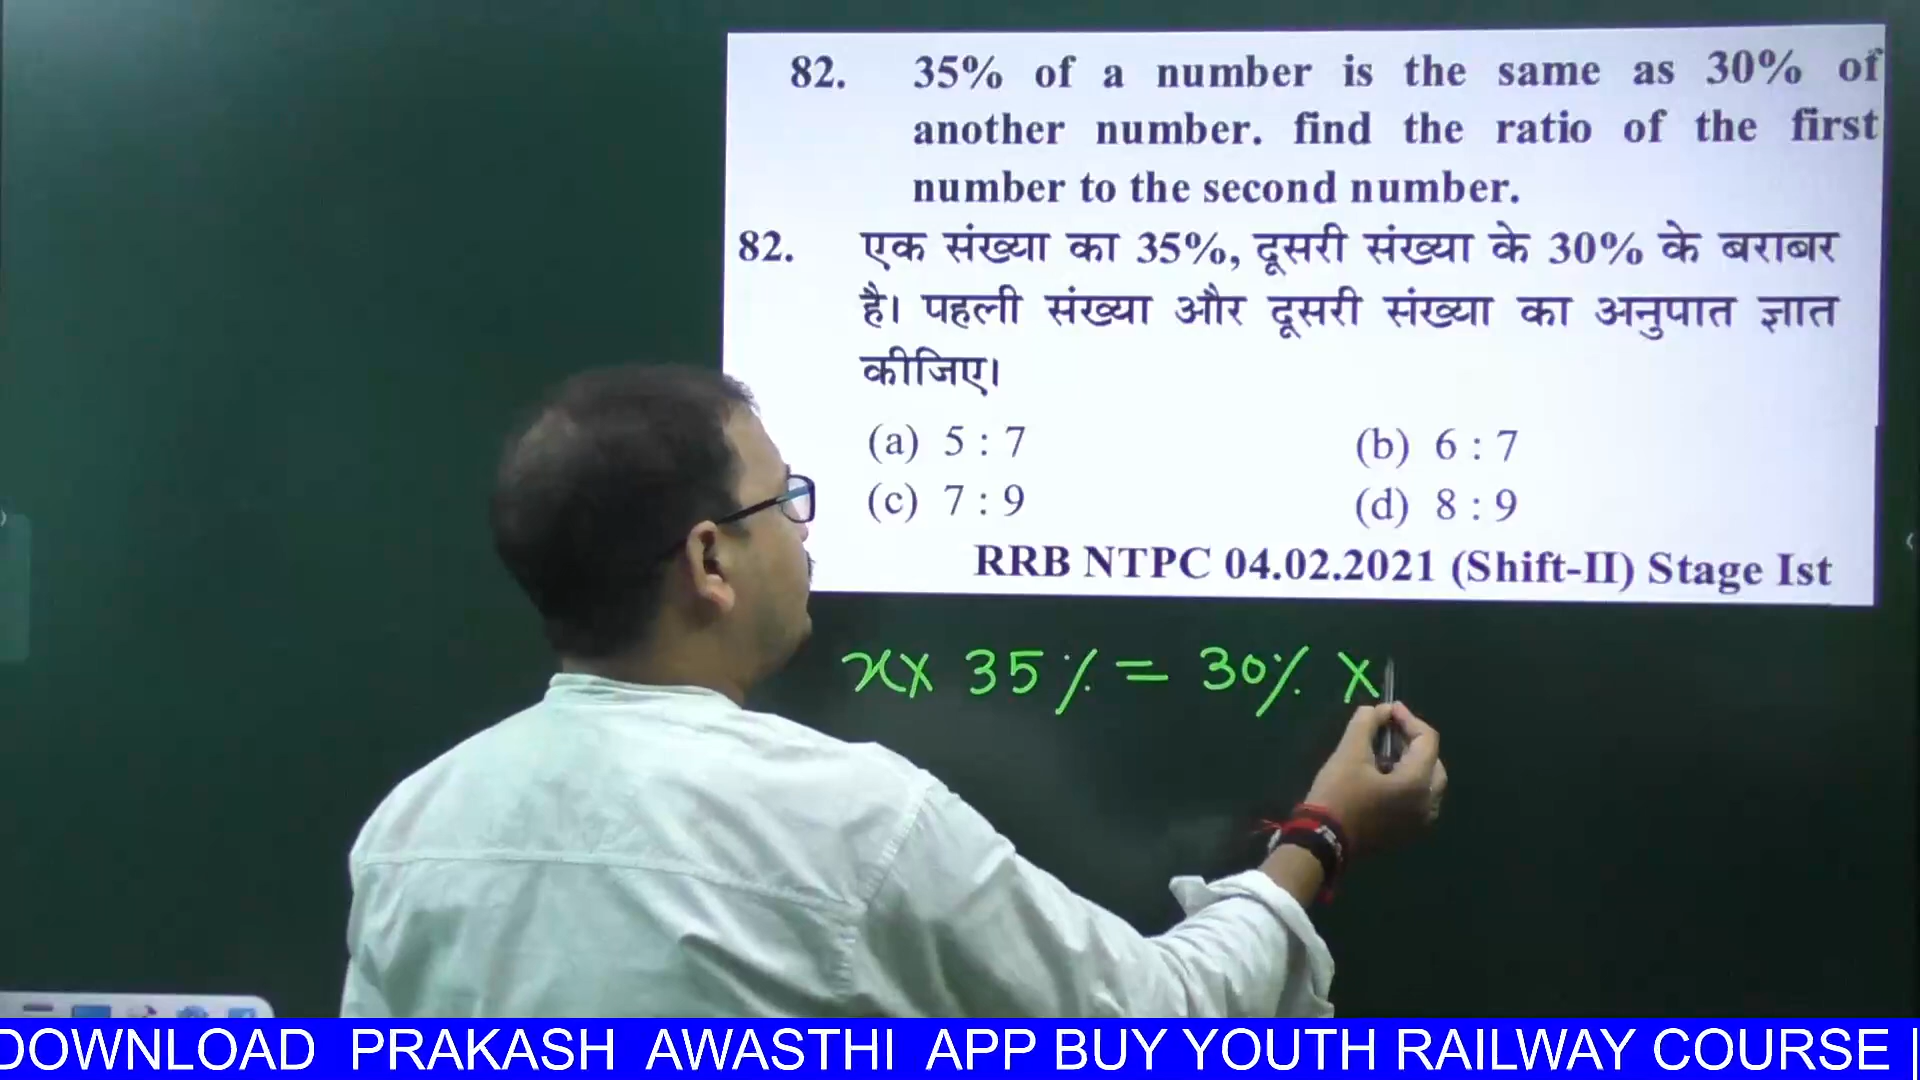 82. 35% of a number is the same as 30% of
another number. find the ratio of the first
number to the second number.
82. एक संख्या का 35%, दूसरी संख्या के 30% के बराबर
है। पहली संख्या और दूसरी संख्या का अनुपात ज्ञात
कीजिए।
(a) 5 : 7 (b) 6 : 7
(c) 7 : 9 (d) 8 : 9
RRB NTPC 04.02.2021 (Shift-II) Stage Ist
x× 35% = 30% ×
DOWNLOAD PRAKASH AWASTHI APP BUY YOUTH RAILWAY COURSE |